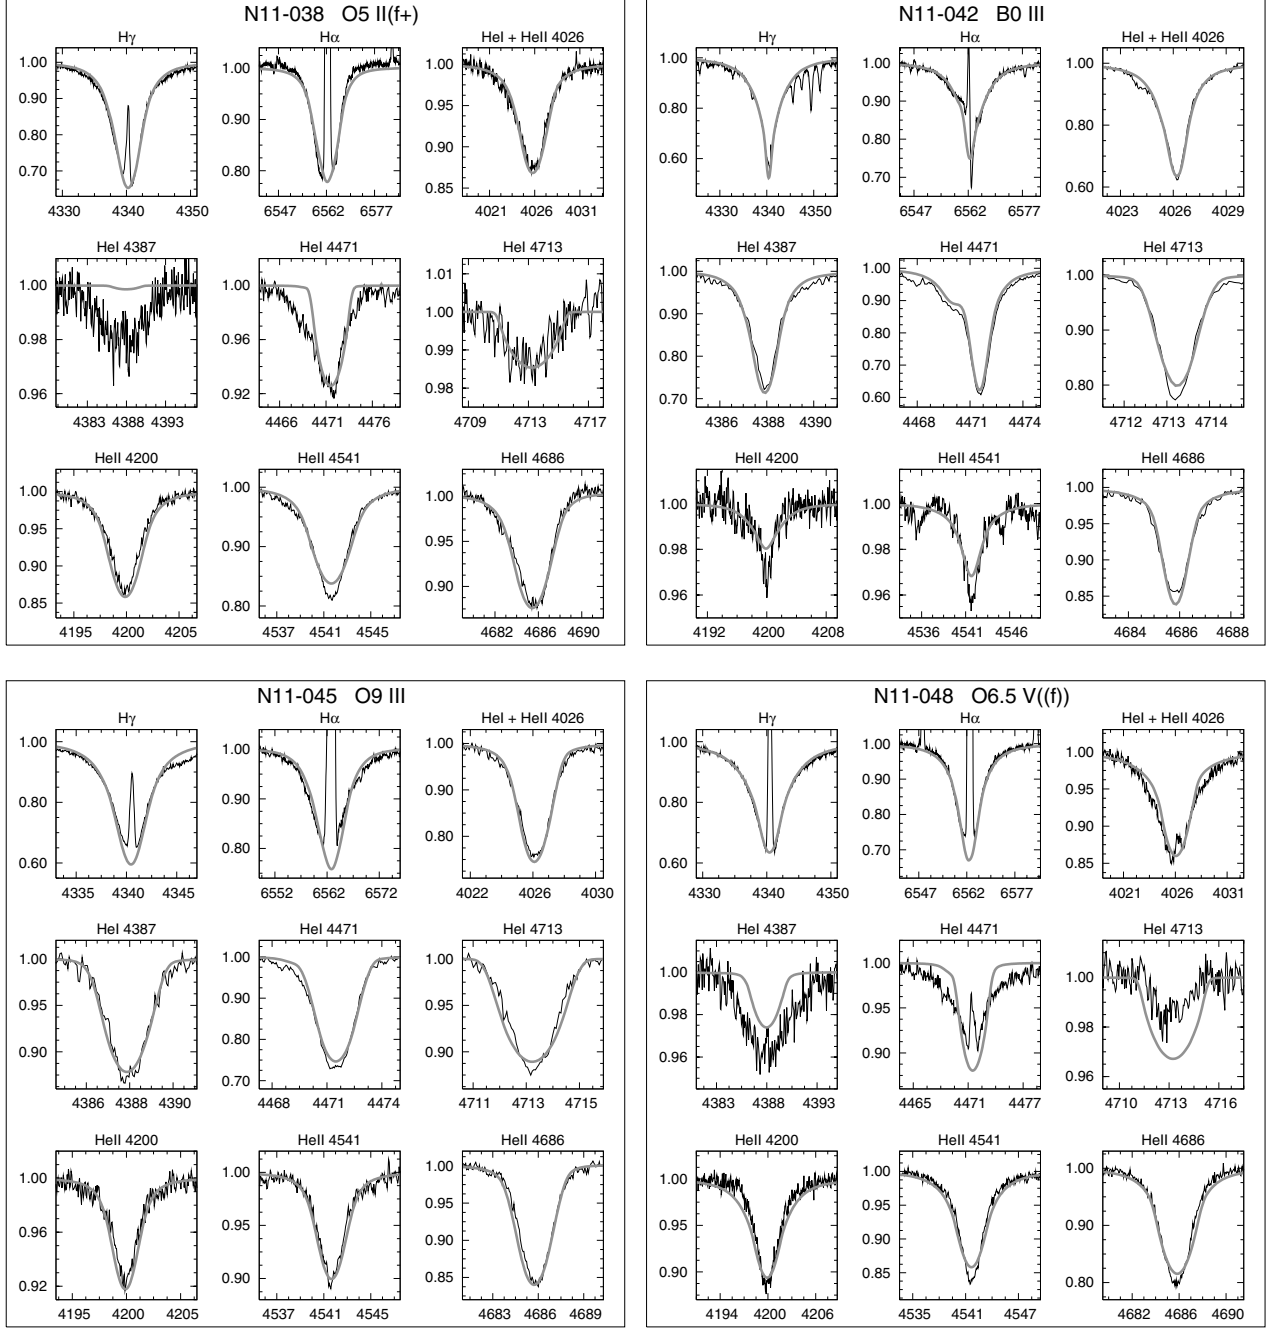 N11-038 O5 II(f+)
Hγ Hα HeI + HeII 4026
1.00 0.90 0.80 0.70
4330 4340 4350
1.00 0.90 0.80
6547 6562 6577
1.00 0.95 0.90 0.85
4021 4026 4031
HeI 4387 HeI 4471 HeI 4713
1.00 0.98 0.96
4383 4388 4393
1.00 0.96 0.92
4466 4471 4476
1.01 1.00 0.99 0.98
4709 4713 4717
HeII 4200 HeII 4541 HeII 4686
1.00 0.95 0.90 0.85
4195 4200 4205
1.00 0.90 0.80
4537 4541 4545
1.00 0.95 0.90
4682 4686 4690
N11-042 B0 III
Hγ Hα HeI + HeII 4026
1.00 0.80 0.60
4330 4340 4350
1.00 0.90 0.80 0.70
6547 6562 6577
1.00 0.80 0.60
4023 4026 4029
HeI 4387 HeI 4471 HeI 4713
1.00 0.90 0.80 0.70
4386 4388 4390
1.00 0.90 0.80 0.70 0.60
4468 4471 4474
1.00 0.90 0.80
4712 4713 4714
HeII 4200 HeII 4541 HeII 4686
1.00 0.98 0.96
4192 4200 4208
1.00 0.98 0.96
4536 4541 4546
1.00 0.95 0.90 0.85
4684 4686 4688
N11-045 O9 III
Hγ Hα HeI + HeII 4026
1.00 0.80 0.60
4335 4340 4345
1.00 0.90 0.80
6552 6562 6572
1.00 0.90 0.80
4022 4026 4030
HeI 4387 HeI 4471 HeI 4713
1.00 0.95 0.90
4386 4388 4390
1.00 0.90 0.80 0.70
4468 4471 4474
1.00 0.95 0.90
4711 4713 4715
HeII 4200 HeII 4541 HeII 4686
1.00 0.96 0.92
4195 4200 4205
1.00 0.95 0.90
4537 4541 4545
1.00 0.95 0.90 0.85
4683 4686 4689
N11-048 O6.5 V((f))
Hγ Hα HeI + HeII 4026
1.00 0.90 0.80 0.70 0.60
4330 4340 4350
1.00 0.90 0.80 0.70
6547 6562 6577
1.00 0.95 0.90 0.85
4021 4026 4031
HeI 4387 HeI 4471 HeI 4713
1.00 0.98 0.96
4383 4388 4393
1.00 0.95 0.90
4465 4471 4477
1.00 0.98 0.96
4710 4713 4716
HeII 4200 HeII 4541 HeII 4686
1.00 0.95 0.90
4194 4200 4206
1.00 0.95 0.90 0.85
4535 4541 4547
1.00 0.90 0.80
4682 4686 4690